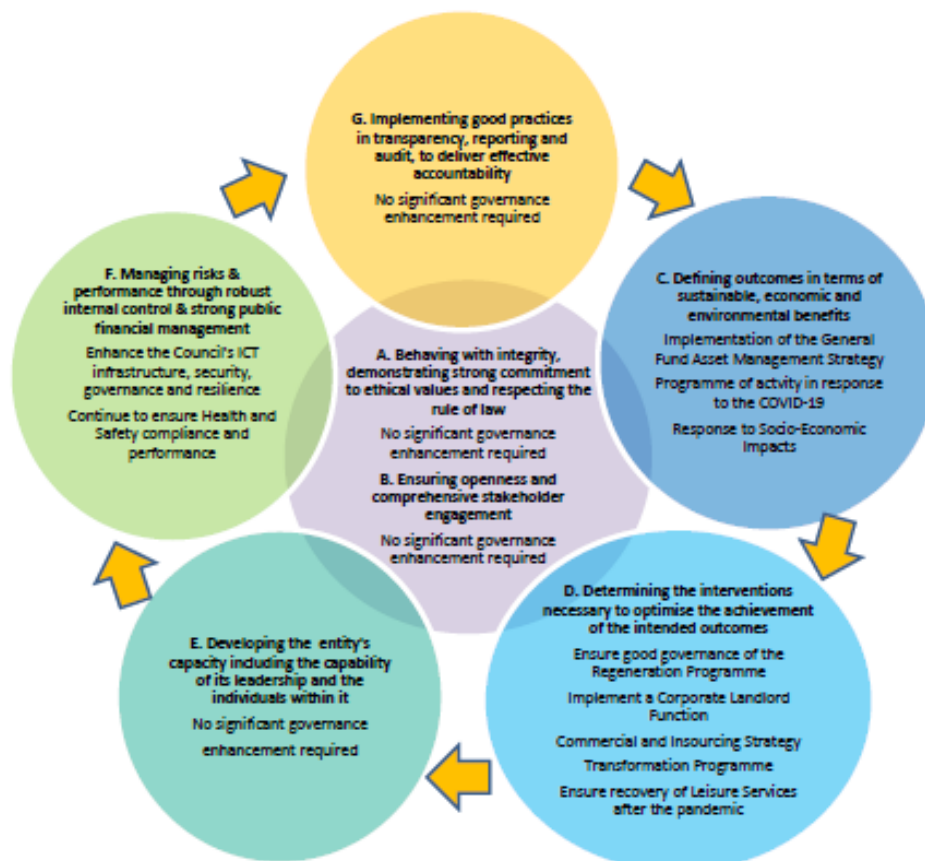 G. Implementing good practices
in transparency, reporting and
audit, to deliver effective
accountability
No significant governance
enhancement required
C. Defining outcomes in terms of
sustainable, economic and
environmental benefits
Implementation of the General
Fund Asset Management Strategy
Programme of actvity in response
to the COVID-19
Response to Socio-Economic
Impacts
F. Managing risks &
performance through robust
internal control & strong public
financial management
Enhance the Council's ICT
infrastructure, security,
governance and resilience
Continue to ensure Health and
Safety compliance and
performance
A. Behaving with integrity,
demonstrating strong commitment
to ethical values and respecting the
rule of law
No significant governance
enhancement required
B. Ensuring openness and
comprehensive stakeholder
engagement
No significant governance
enhancement required
D. Determining the interventions
necessary to optimise the achievement
of the intended outcomes
Ensure good governance of the
Regeneration Programme
Implement a Corporate Landlord
Function
Commercial and Insourcing Strategy
Transformation Programme
Ensure recovery of Leisure Services
after the pandemic
E. Developing the entity's
capacity including the capability
of its leadership and the
individuals within it
No significant governance
enhancement required